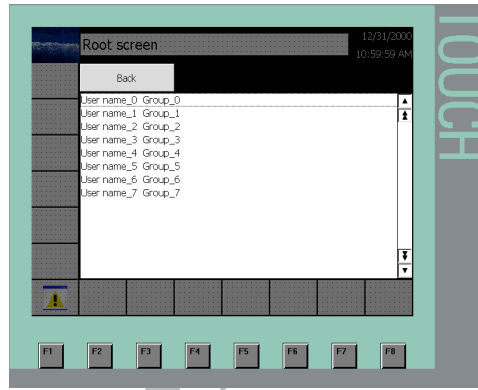 Root screen
12/31/2000
10:59:59 AM
Back
User name_0 Group_0
User name_1 Group_1
User name_2 Group_2
User name_3 Group_3
User name_4 Group_4
User name_5 Group_5
User name_6 Group_6
User name_7 Group_7
F1 F2 F3 F4 F5 F6 F7 F8
TOUCH